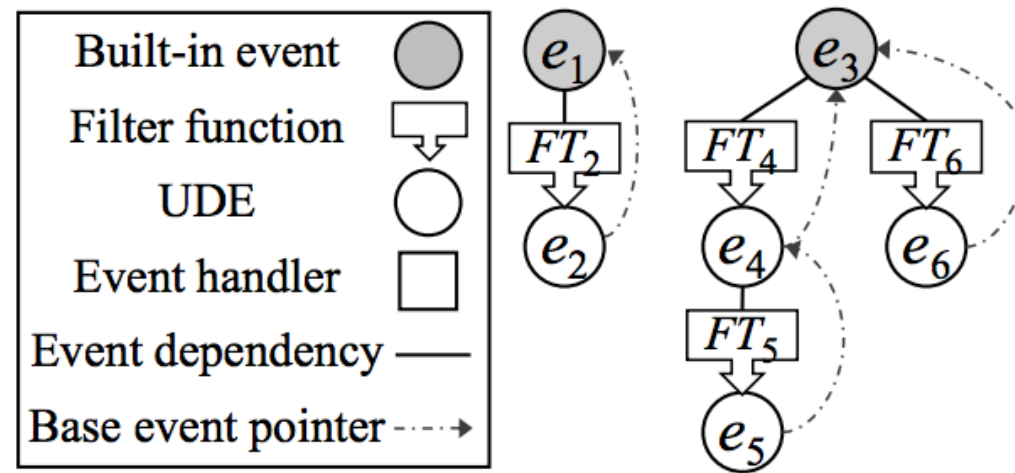 Built-in event
Filter function
UDE
Event handler
Event dependency
Base event pointer
e1
FT2
e2
e3
FT4
FT6
e4
e6
FT5
e5